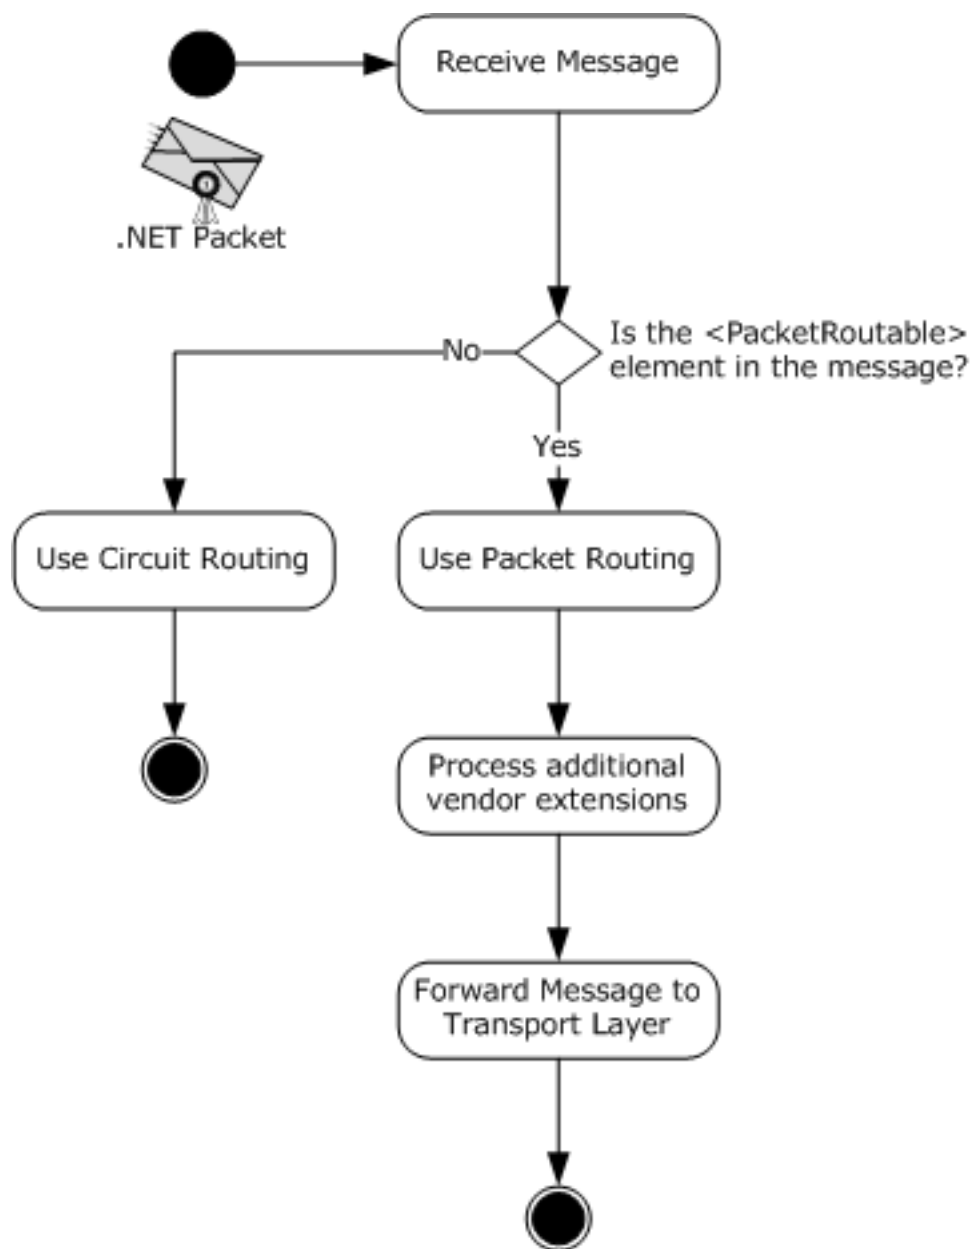 Receive Message
.NET Packet
Is the <PacketRoutable>
element in the message?
No
Yes
Use Circuit Routing
Use Packet Routing
Process additional
vendor extensions
Forward Message to
Transport Layer